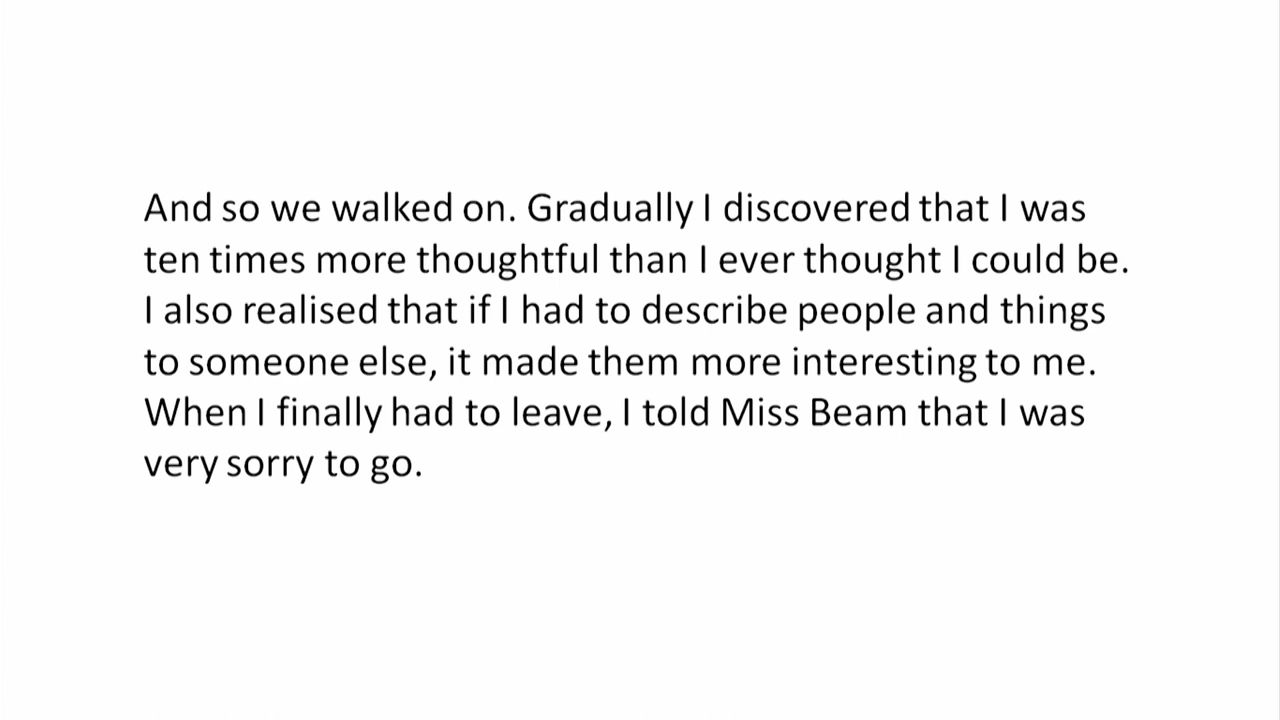 And so we walked on. Gradually I discovered that I was
ten times more thoughtful than I ever thought I could be.
I also realised that if I had to describe people and things
to someone else, it made them more interesting to me.
When I finally had to leave, I told Miss Beam that I was
very sorry to go.